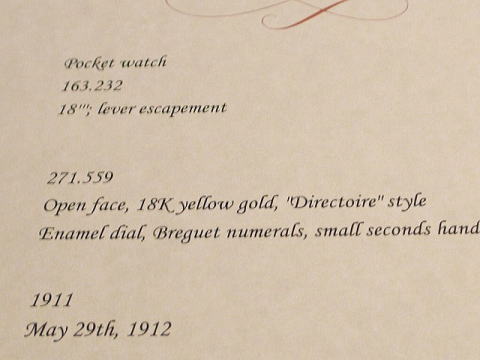 Pocket watch
163.232
18'''; lever escapement
271.559
Open face, 18K yellow gold, "Directoire" style
Enamel dial, Breguet numerals, small seconds hand
1911
May 29th, 1912